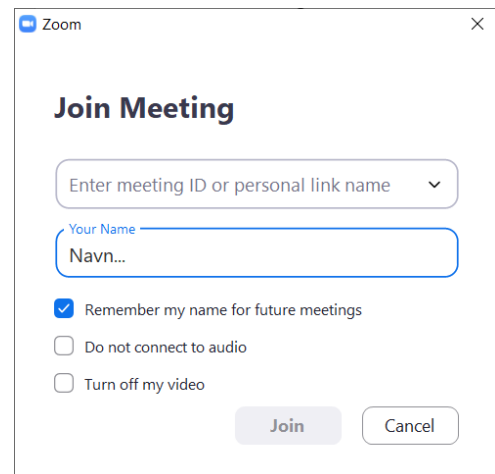 Zoom
Join Meeting
Enter meeting ID or personal link name
Your Name
Navn...
Remember my name for future meetings
Do not connect to audio
Turn off my video
Join Cancel